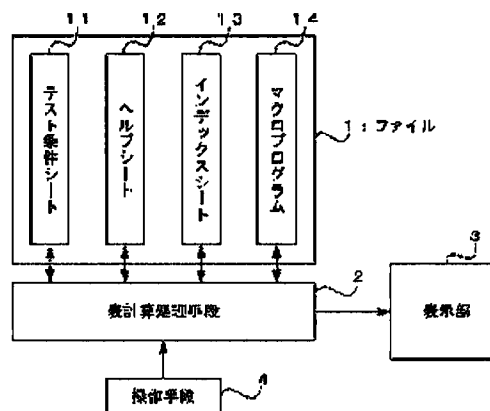 11 12 13 14
テスト条件シート
ヘルプシート
インデックスシート
マクロプログラム
1:ファイル
2
表計算処理手段
3
表示部
操作手段
4